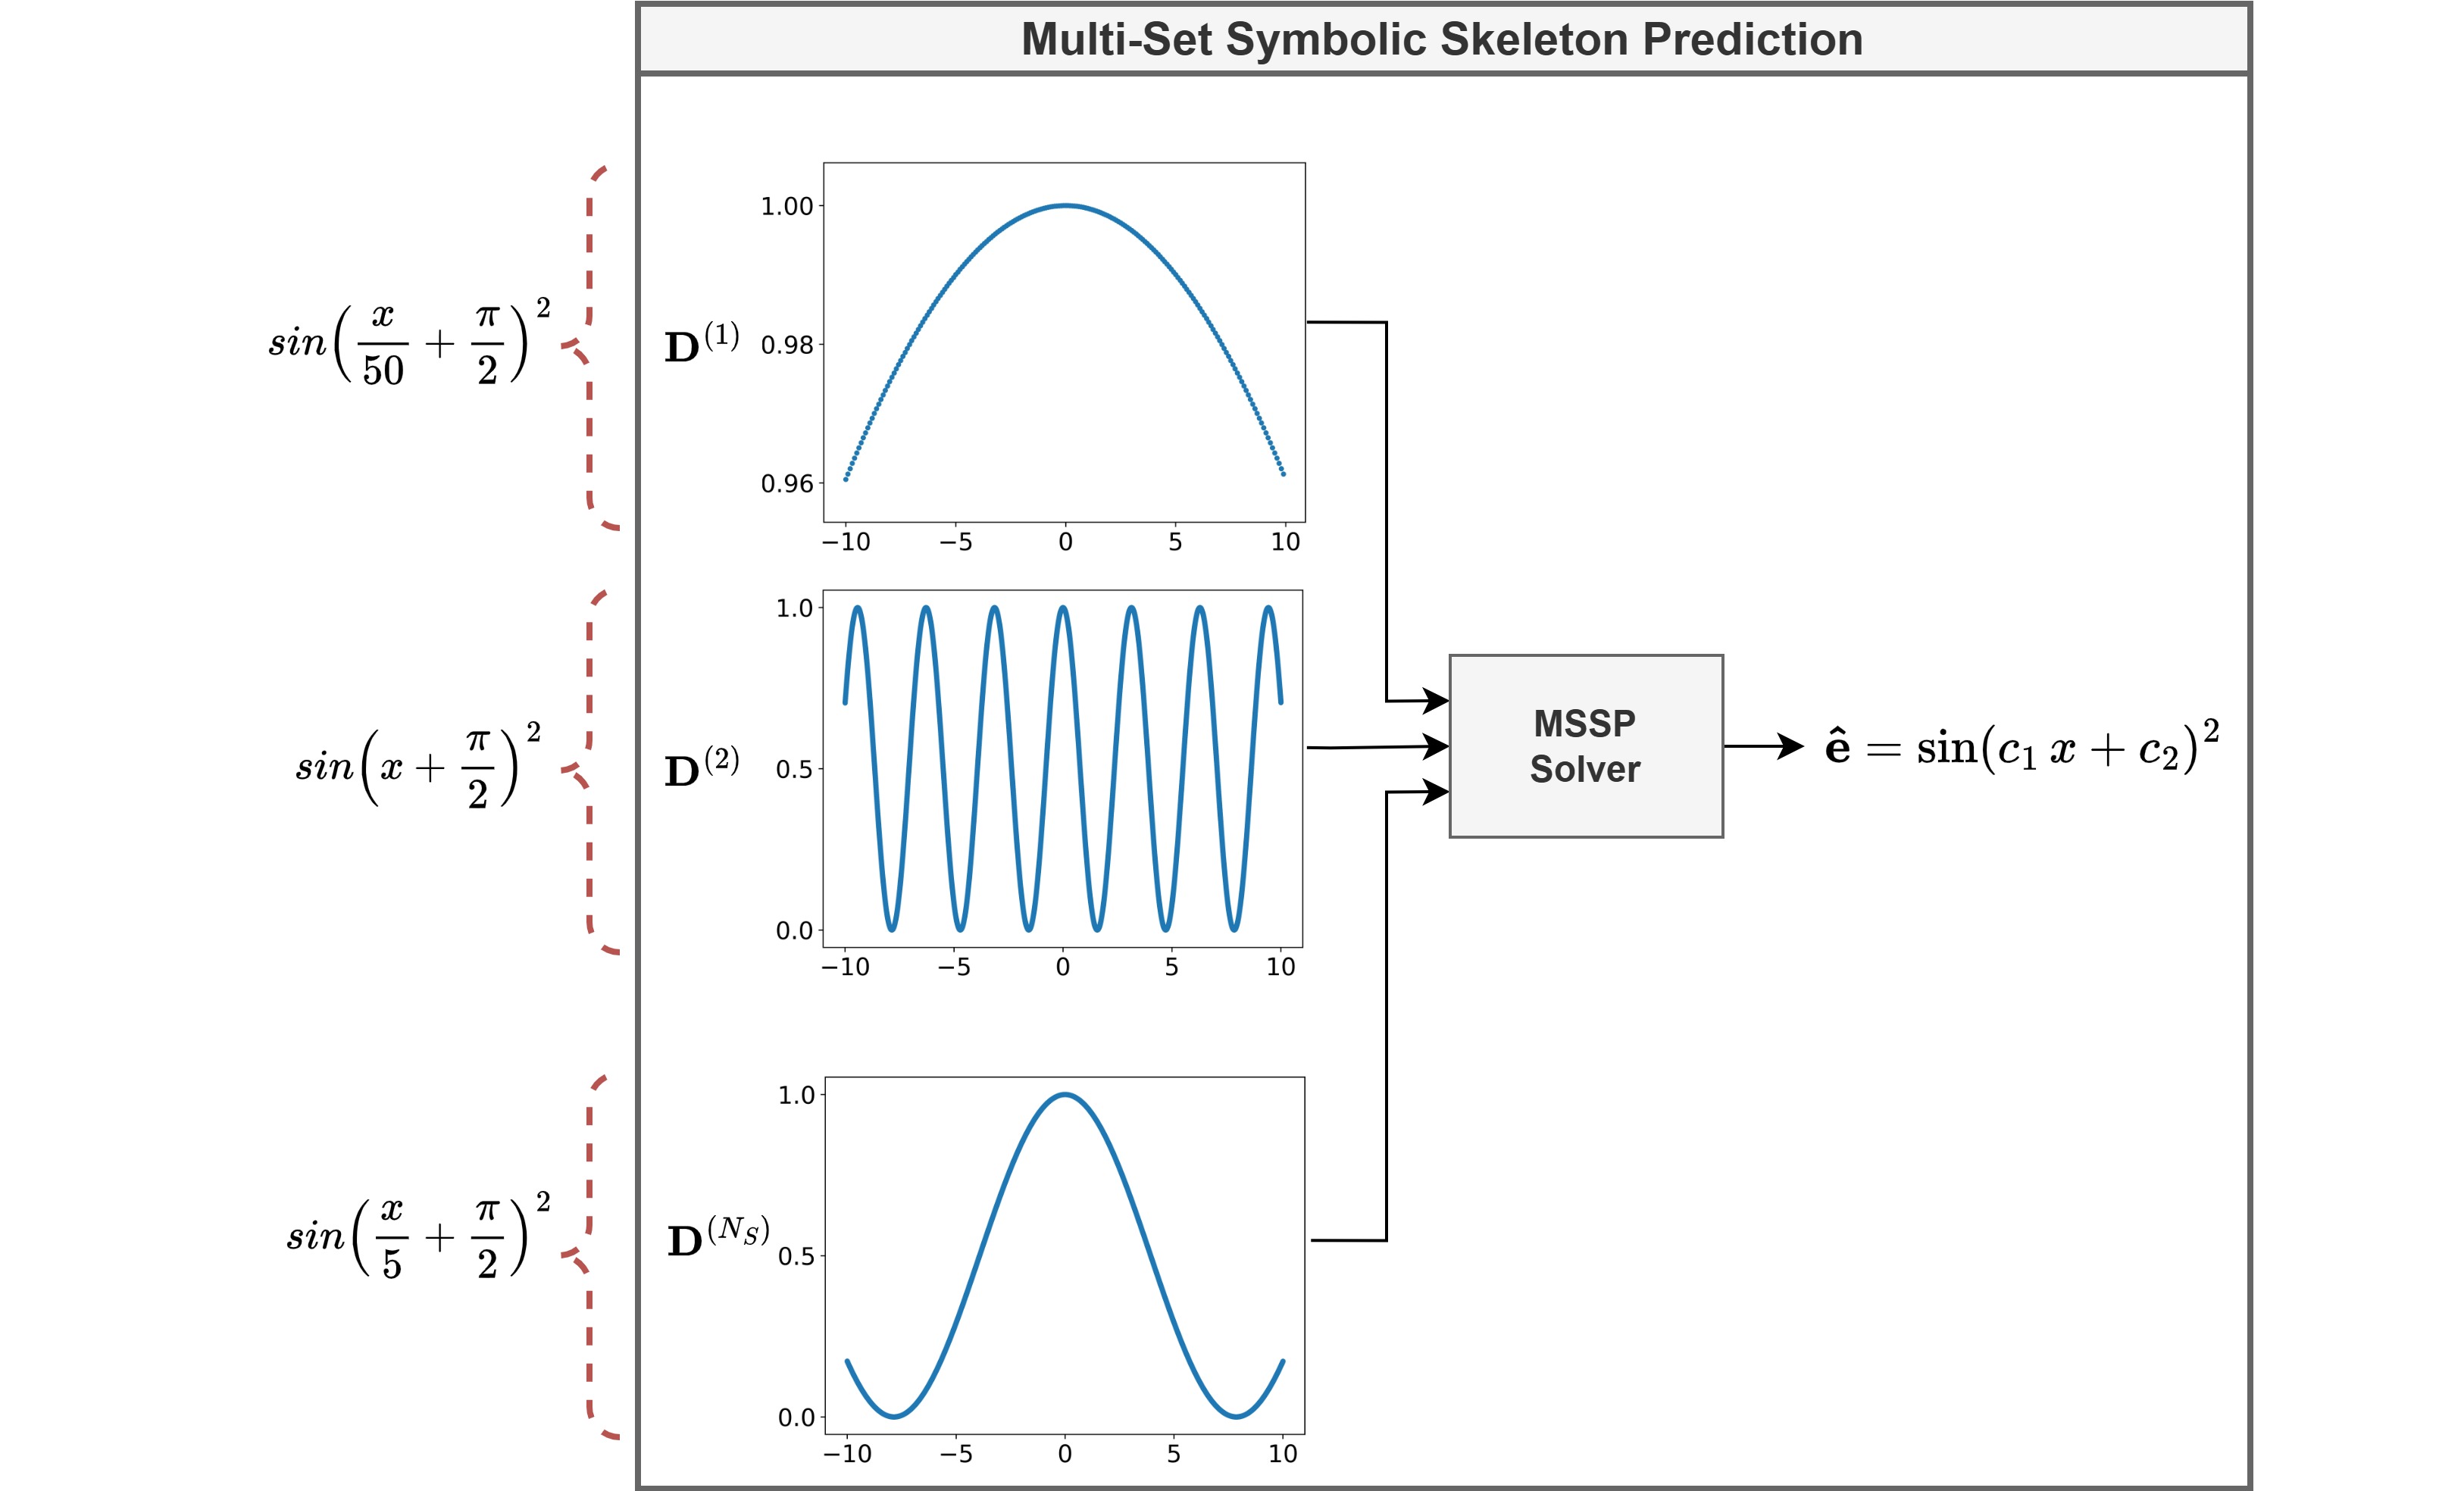 Multi-Set Symbolic Skeleton Prediction
sin(x/50 + π/2)²
D⁽¹⁾
1.00
0.98
0.96
−10 −5 0 5 10
sin(x + π/2)²
D⁽²⁾
1.0
0.5
0.0
−10 −5 0 5 10
MSSP
Solver
ê = sin(c₁ x + c₂)²
sin(x/5 + π/2)²
D^(N_S)
1.0
0.5
0.0
−10 −5 0 5 10